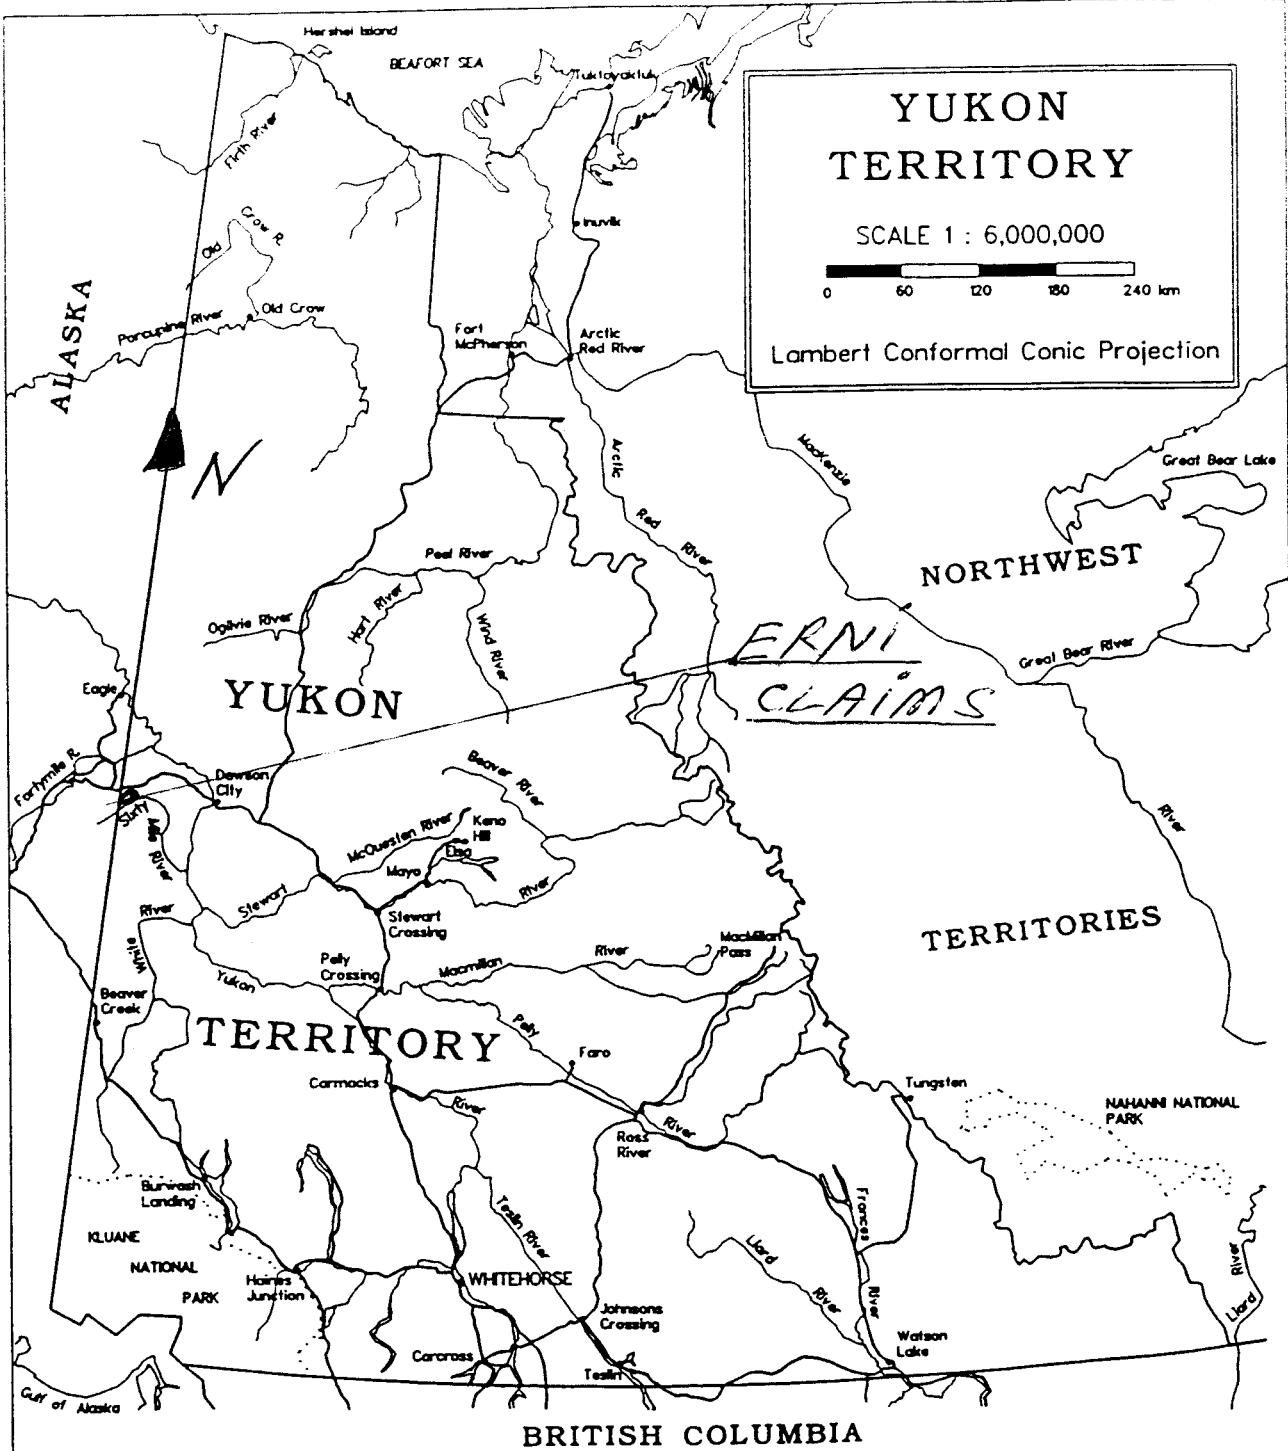 Hershel Island
BEAFORT SEA
Tuktoyaktuk
YUKON
TERRITORY
SCALE 1 : 6,000,000
0 60 120 180 240 km
Lambert Conformal Conic Projection
Firth River
Old Crow R.
Inuvik
ALASKA
Porcupine River
Old Crow
Fort
McPherson
Arctic
Red River
N
Arctic Red River
MacKenzie
Great Bear Lake
Peel River
NORTHWEST
Ogilvie River
Hart River
Wind River
ERNI
CLAIMS
Great Bear River
Eagle
YUKON
Fortymile R.
Dawson
City
Beaver River
Sixty Mile River
McQuesten River
Keno
Hill
Elsa
Mayo
River
River
Stewart
Stewart
Crossing
River
White
TERRITORIES
MacMillan
Pass
River
Macmillan
Pelly
Crossing
Yukon
Beaver
Creek
TERRITORY
Pelly
Faro
Carmacks
River
Tungsten
NAHANNI NATIONAL
PARK
Ross
River
River
Burwash
Landing
Frances
Teslin River
Liard
River
KLUANE
NATIONAL
PARK
Haines
Junction
WHITEHORSE
River
River
Liard
Johnsons
Crossing
Watson
Lake
Carcross
Teslin
Gulf of Alaska
BRITISH COLUMBIA